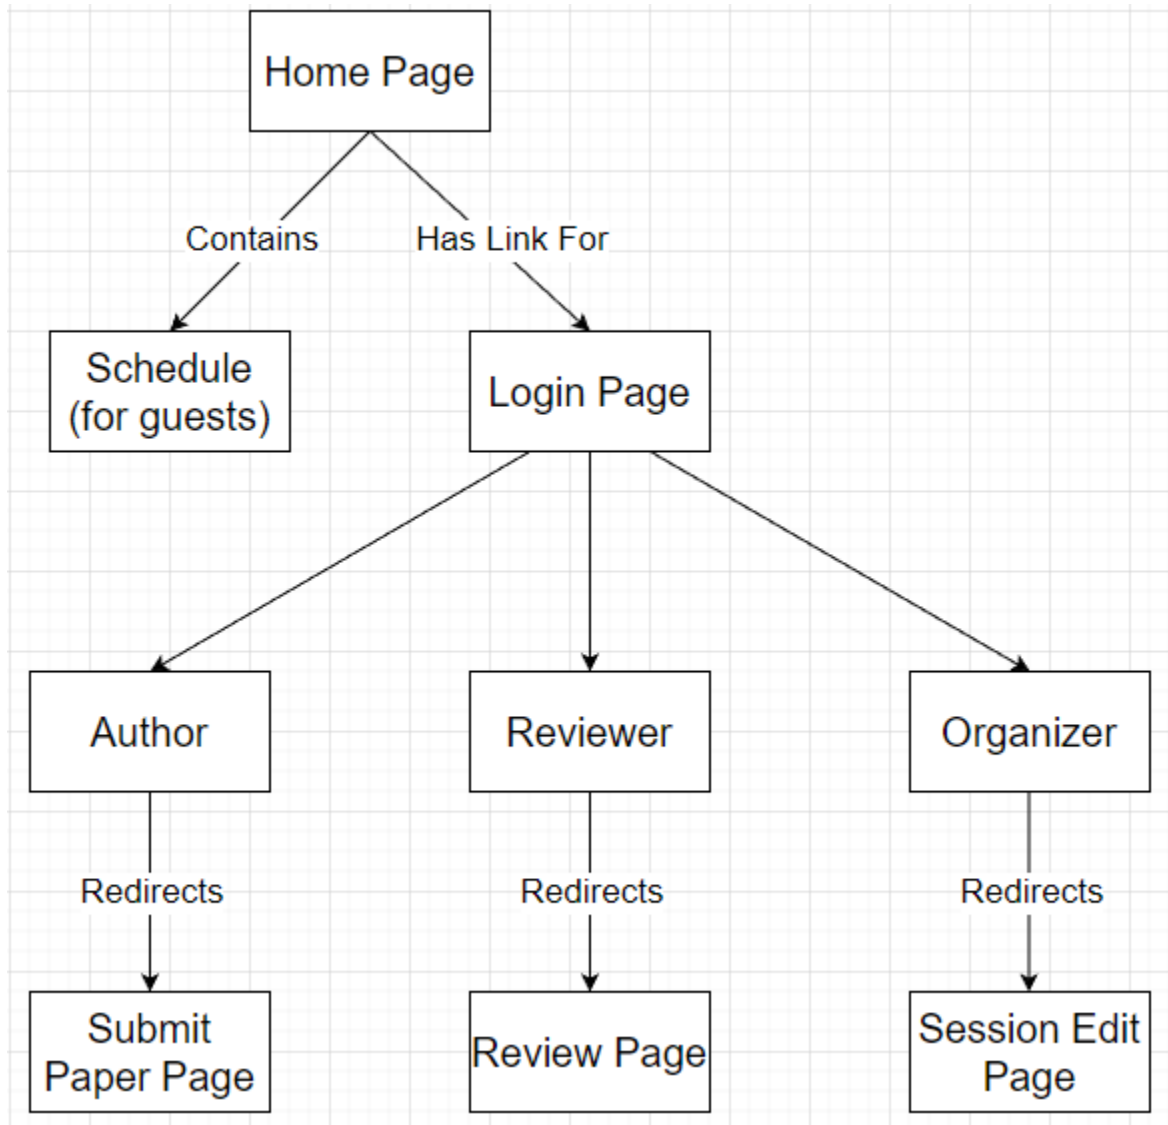 Home Page
Contains
Has Link For
Schedule
(for guests)
Login Page
Author
Reviewer
Organizer
Redirects
Redirects
Redirects
Submit
Paper Page
Review Page
Session Edit
Page